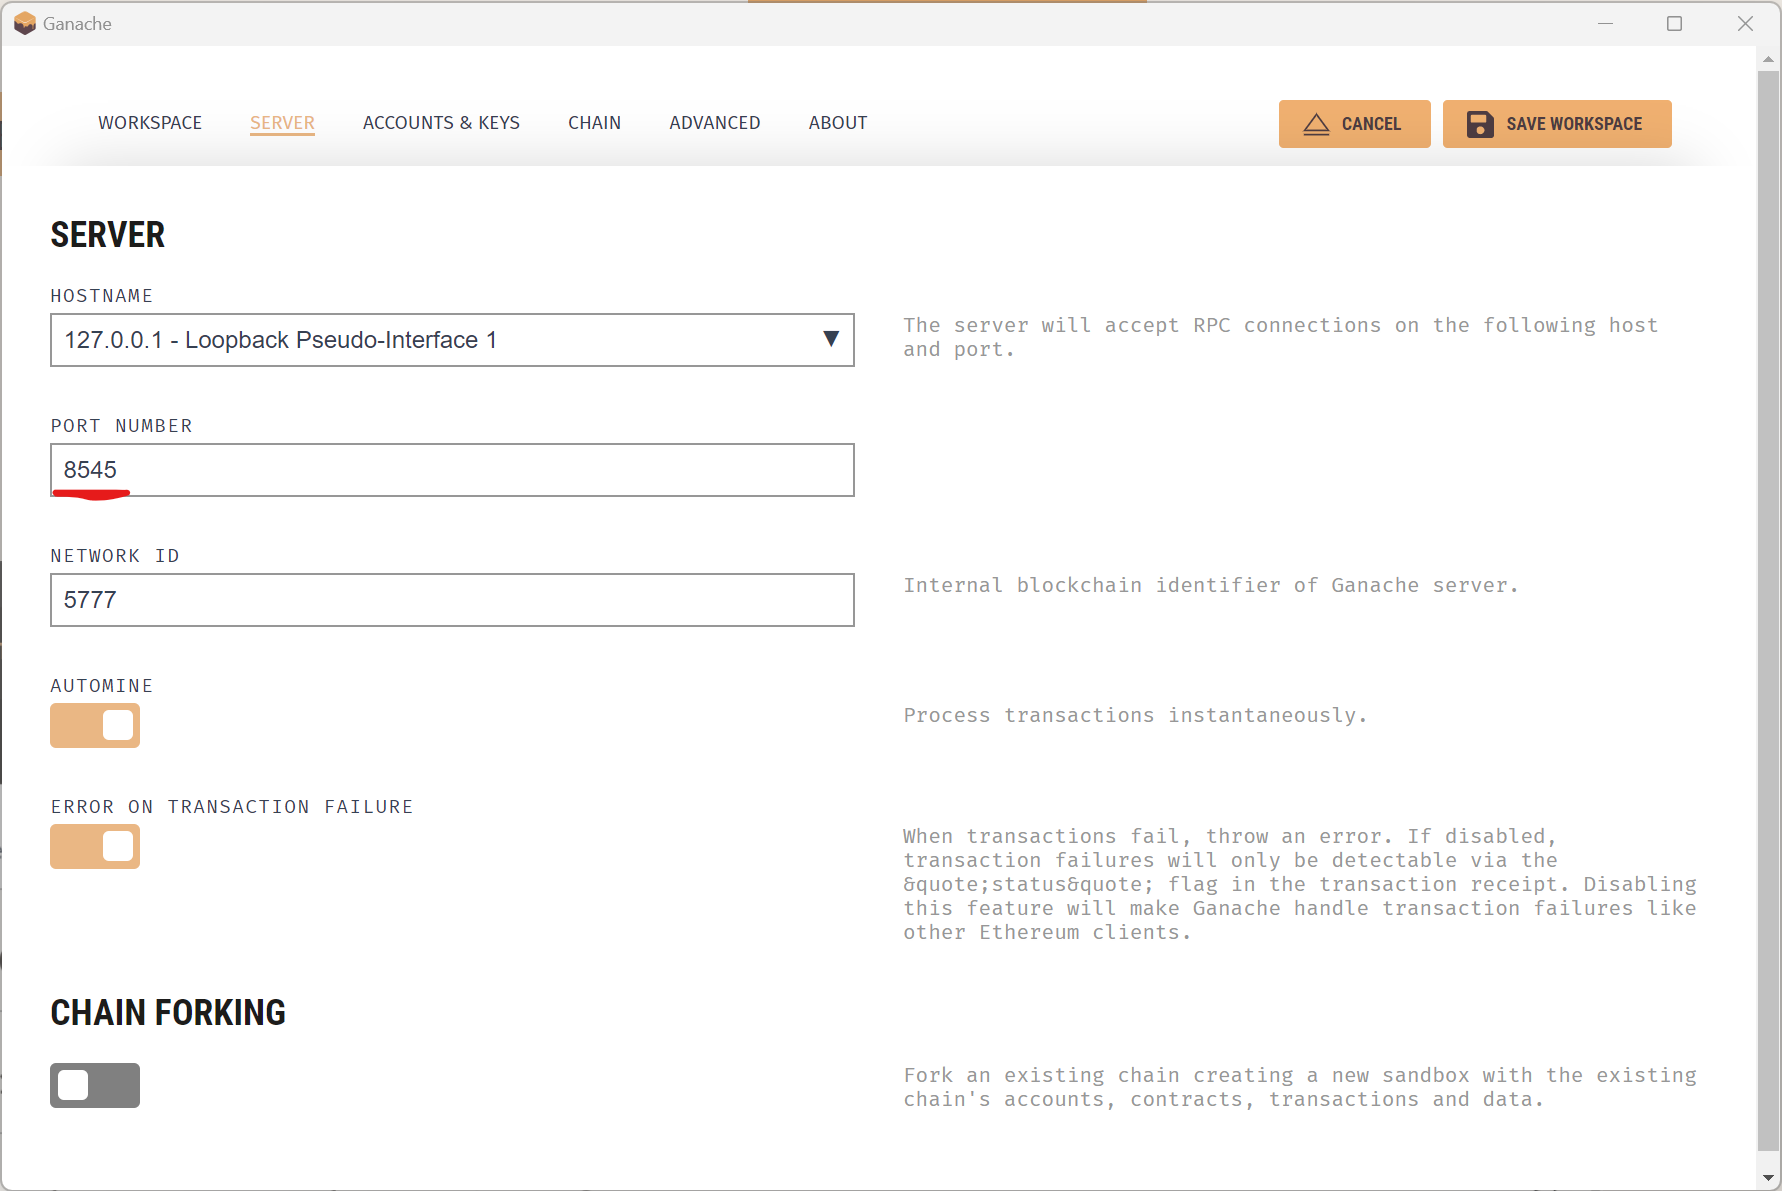 Ganache
WORKSPACE SERVER ACCOUNTS & KEYS CHAIN ADVANCED ABOUT CANCEL SAVE WORKSPACE
SERVER
HOSTNAME
127.0.0.1 - Loopback Pseudo-Interface 1
The server will accept RPC connections on the following host
and port.
PORT NUMBER
8545
NETWORK ID
5777
Internal blockchain identifier of Ganache server.
AUTOMINE
Process transactions instantaneously.
ERROR ON TRANSACTION FAILURE
When transactions fail, throw an error. If disabled,
transaction failures will only be detectable via the
&quote;status&quote; flag in the transaction receipt. Disabling
this feature will make Ganache handle transaction failures like
other Ethereum clients.
CHAIN FORKING
Fork an existing chain creating a new sandbox with the existing
chain's accounts, contracts, transactions and data.